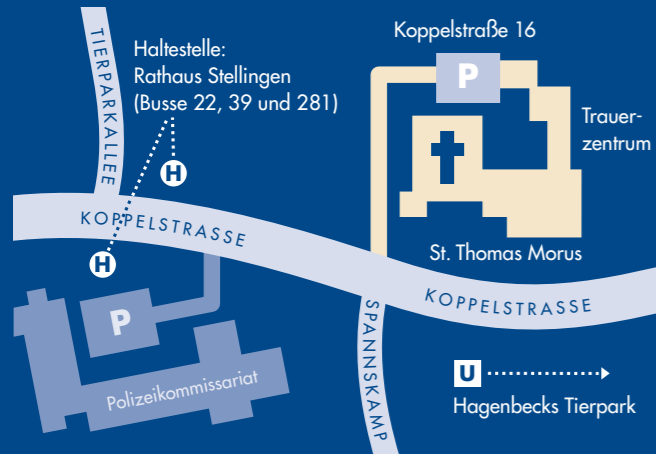 TIERPARKALLEE
Haltestelle:
Rathaus Stellingen
(Busse 22, 39 und 281)
H
H
KOPPELSTRASSE
P
Polizeikommissariat
Koppelstraße 16
P
Trauer-
zentrum
St. Thomas Morus
KOPPELSTRASSE
SPANNSKAMP
U
Hagenbecks Tierpark